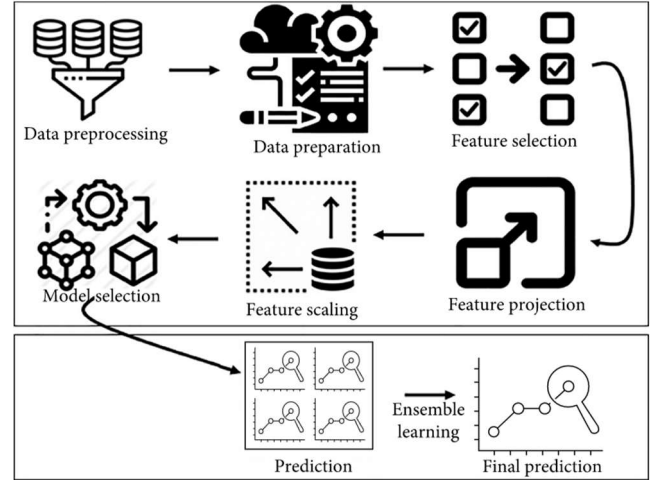 Data preprocessing
Data preparation
Feature selection
Model selection
Feature scaling
Feature projection
Prediction
Ensemble
learning
Final prediction